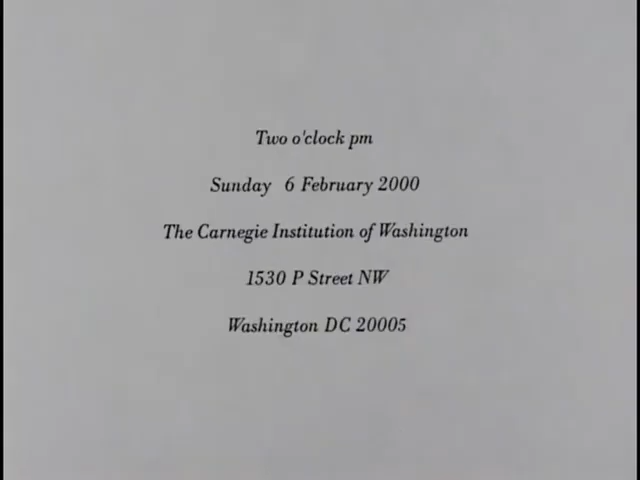 Two o'clock pm
Sunday 6 February 2000
The Carnegie Institution of Washington
1530 P Street NW
Washington DC 20005